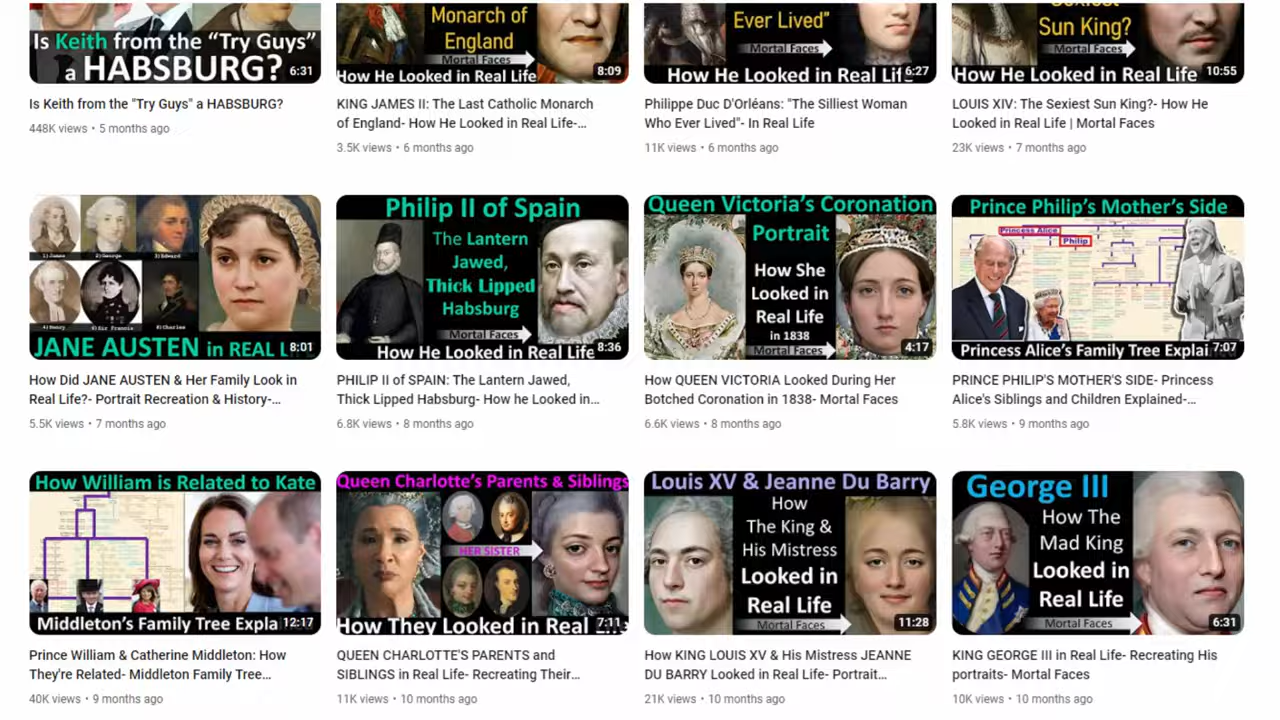 Is Keith from the “Try Guys”
a HABSBURG?
6:31
Monarch of
England
Mortal Faces
How He Looked in Real Life
8:09
Ever Lived”
Mortal Faces
How He Looked in Real Life
6:27
Sexiest
Sun King?
Mortal Faces
How He Looked in Real Life
10:55
Is Keith from the "Try Guys" a HABSBURG?
448K views • 5 months ago
KING JAMES II: The Last Catholic Monarch
of England- How He Looked in Real Life-...
3.5K views • 6 months ago
Philippe Duc D'Orléans: "The Silliest Woman
Who Ever Lived"- In Real Life
11K views • 6 months ago
LOUIS XIV: The Sexiest Sun King?- How He
Looked in Real Life | Mortal Faces
23K views • 7 months ago
1) James
2) George
3) Edward
4) Henry
5) Sir Francis
6) Charles
JANE AUSTEN in REAL L
8:01
Philip II of Spain
The Lantern
Jawed,
Thick Lipped
Habsburg
Mortal Faces
How He Looked in Real Life
8:36
Queen Victoria’s Coronation
Portrait
How She
Looked in
Real Life
in 1838
Mortal Faces
4:17
Prince Philip’s Mother’s Side
Princess Alice
Philip
Princess Alice’s Family Tree Explai
7:07
How Did JANE AUSTEN & Her Family Look in
Real Life?- Portrait Recreation & History-...
5.5K views • 7 months ago
PHILIP II of SPAIN: The Lantern Jawed,
Thick Lipped Habsburg- How he Looked in...
6.8K views • 8 months ago
How QUEEN VICTORIA Looked During Her
Botched Coronation in 1838- Mortal Faces
6.6K views • 8 months ago
PRINCE PHILIP'S MOTHER'S SIDE- Princess
Alice's Siblings and Children Explained-...
5.8K views • 9 months ago
How William is Related to Kate
Middleton’s Family Tree Expla
12:17
Queen Charlotte’s Parents & Siblings
HER SISTER
How They Looked in Real Life
7:11
Louis XV & Jeanne Du Barry
How
The King &
His Mistress
Looked in
Real Life
Mortal Faces
11:28
George III
How The
Mad King
Looked in
Real Life
Mortal Faces
6:31
Prince William & Catherine Middleton: How
They're Related- Middleton Family Tree...
40K views • 9 months ago
QUEEN CHARLOTTE'S PARENTS and
SIBLINGS in Real Life- Recreating Their...
11K views • 10 months ago
How KING LOUIS XV & His Mistress JEANNE
DU BARRY Looked in Real Life- Portrait...
21K views • 10 months ago
KING GEORGE III in Real Life- Recreating His
portraits- Mortal Faces
10K views • 10 months ago